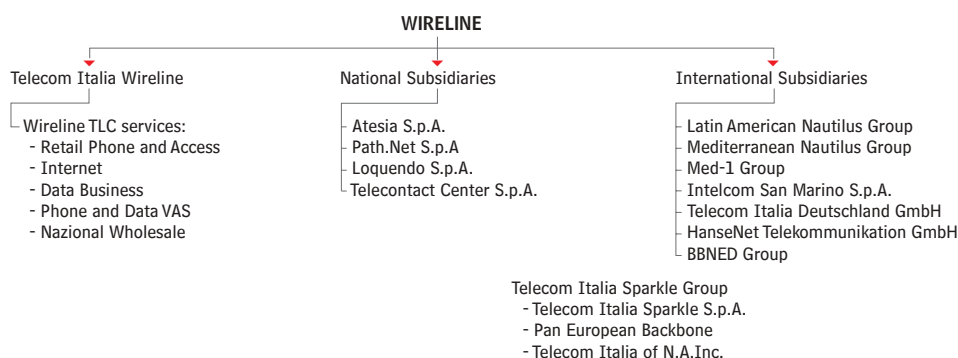 WIRELINE
Telecom Italia Wireline
Wireline TLC services:
- Retail Phone and Access
- Internet
- Data Business
- Phone and Data VAS
- Nazional Wholesale
National Subsidiaries
Atesia S.p.A.
Path.Net S.p.A
Loquendo S.p.A.
Telecontact Center S.p.A.
International Subsidiaries
Latin American Nautilus Group
Mediterranean Nautilus Group
Med-1 Group
Intelcom San Marino S.p.A.
Telecom Italia Deutschland GmbH
HanseNet Telekommunikation GmbH
BBNED Group
Telecom Italia Sparkle Group
- Telecom Italia Sparkle S.p.A.
- Pan European Backbone
- Telecom Italia of N.A.Inc.